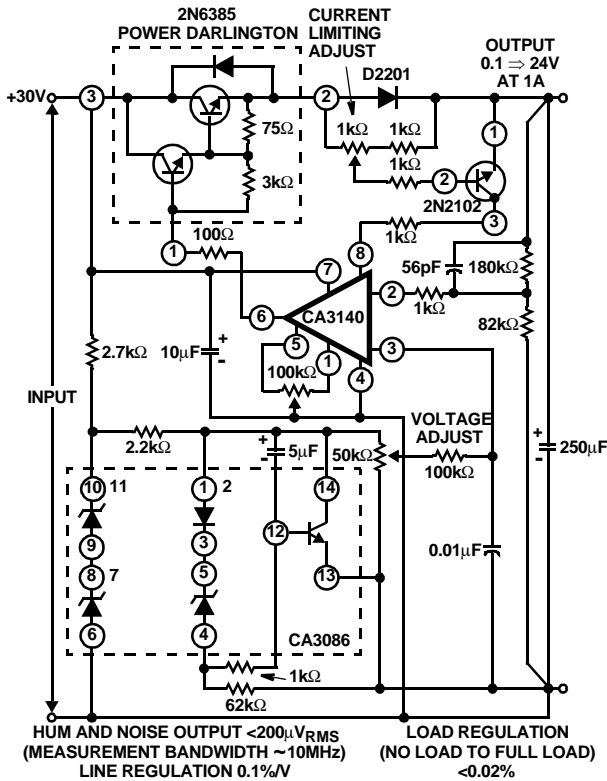 2N6385
POWER DARLINGTON
CURRENT
LIMITING
ADJUST
OUTPUT
0.1 ⇒ 24V
AT 1A
D2201
+30V
3
2
75Ω
1kΩ
1kΩ
1kΩ
1
3kΩ
2
2N2102
3
1
100Ω
1kΩ
8
7
56pF
180kΩ
6
CA3140
2
1kΩ
82kΩ
2.7kΩ
10μF
+
-
5
1
3
4
100kΩ
INPUT
VOLTAGE
ADJUST
2.2kΩ
+
-
5μF
50kΩ
100kΩ
+
-
250μF
10
11
1
2
14
9
3
12
0.01μF
8
7
5
13
6
4
CA3086
1kΩ
62kΩ
HUM AND NOISE OUTPUT <200μVRMS
(MEASUREMENT BANDWIDTH ~10MHz)
LINE REGULATION 0.1%/V
LOAD REGULATION
(NO LOAD TO FULL LOAD)
<0.02%